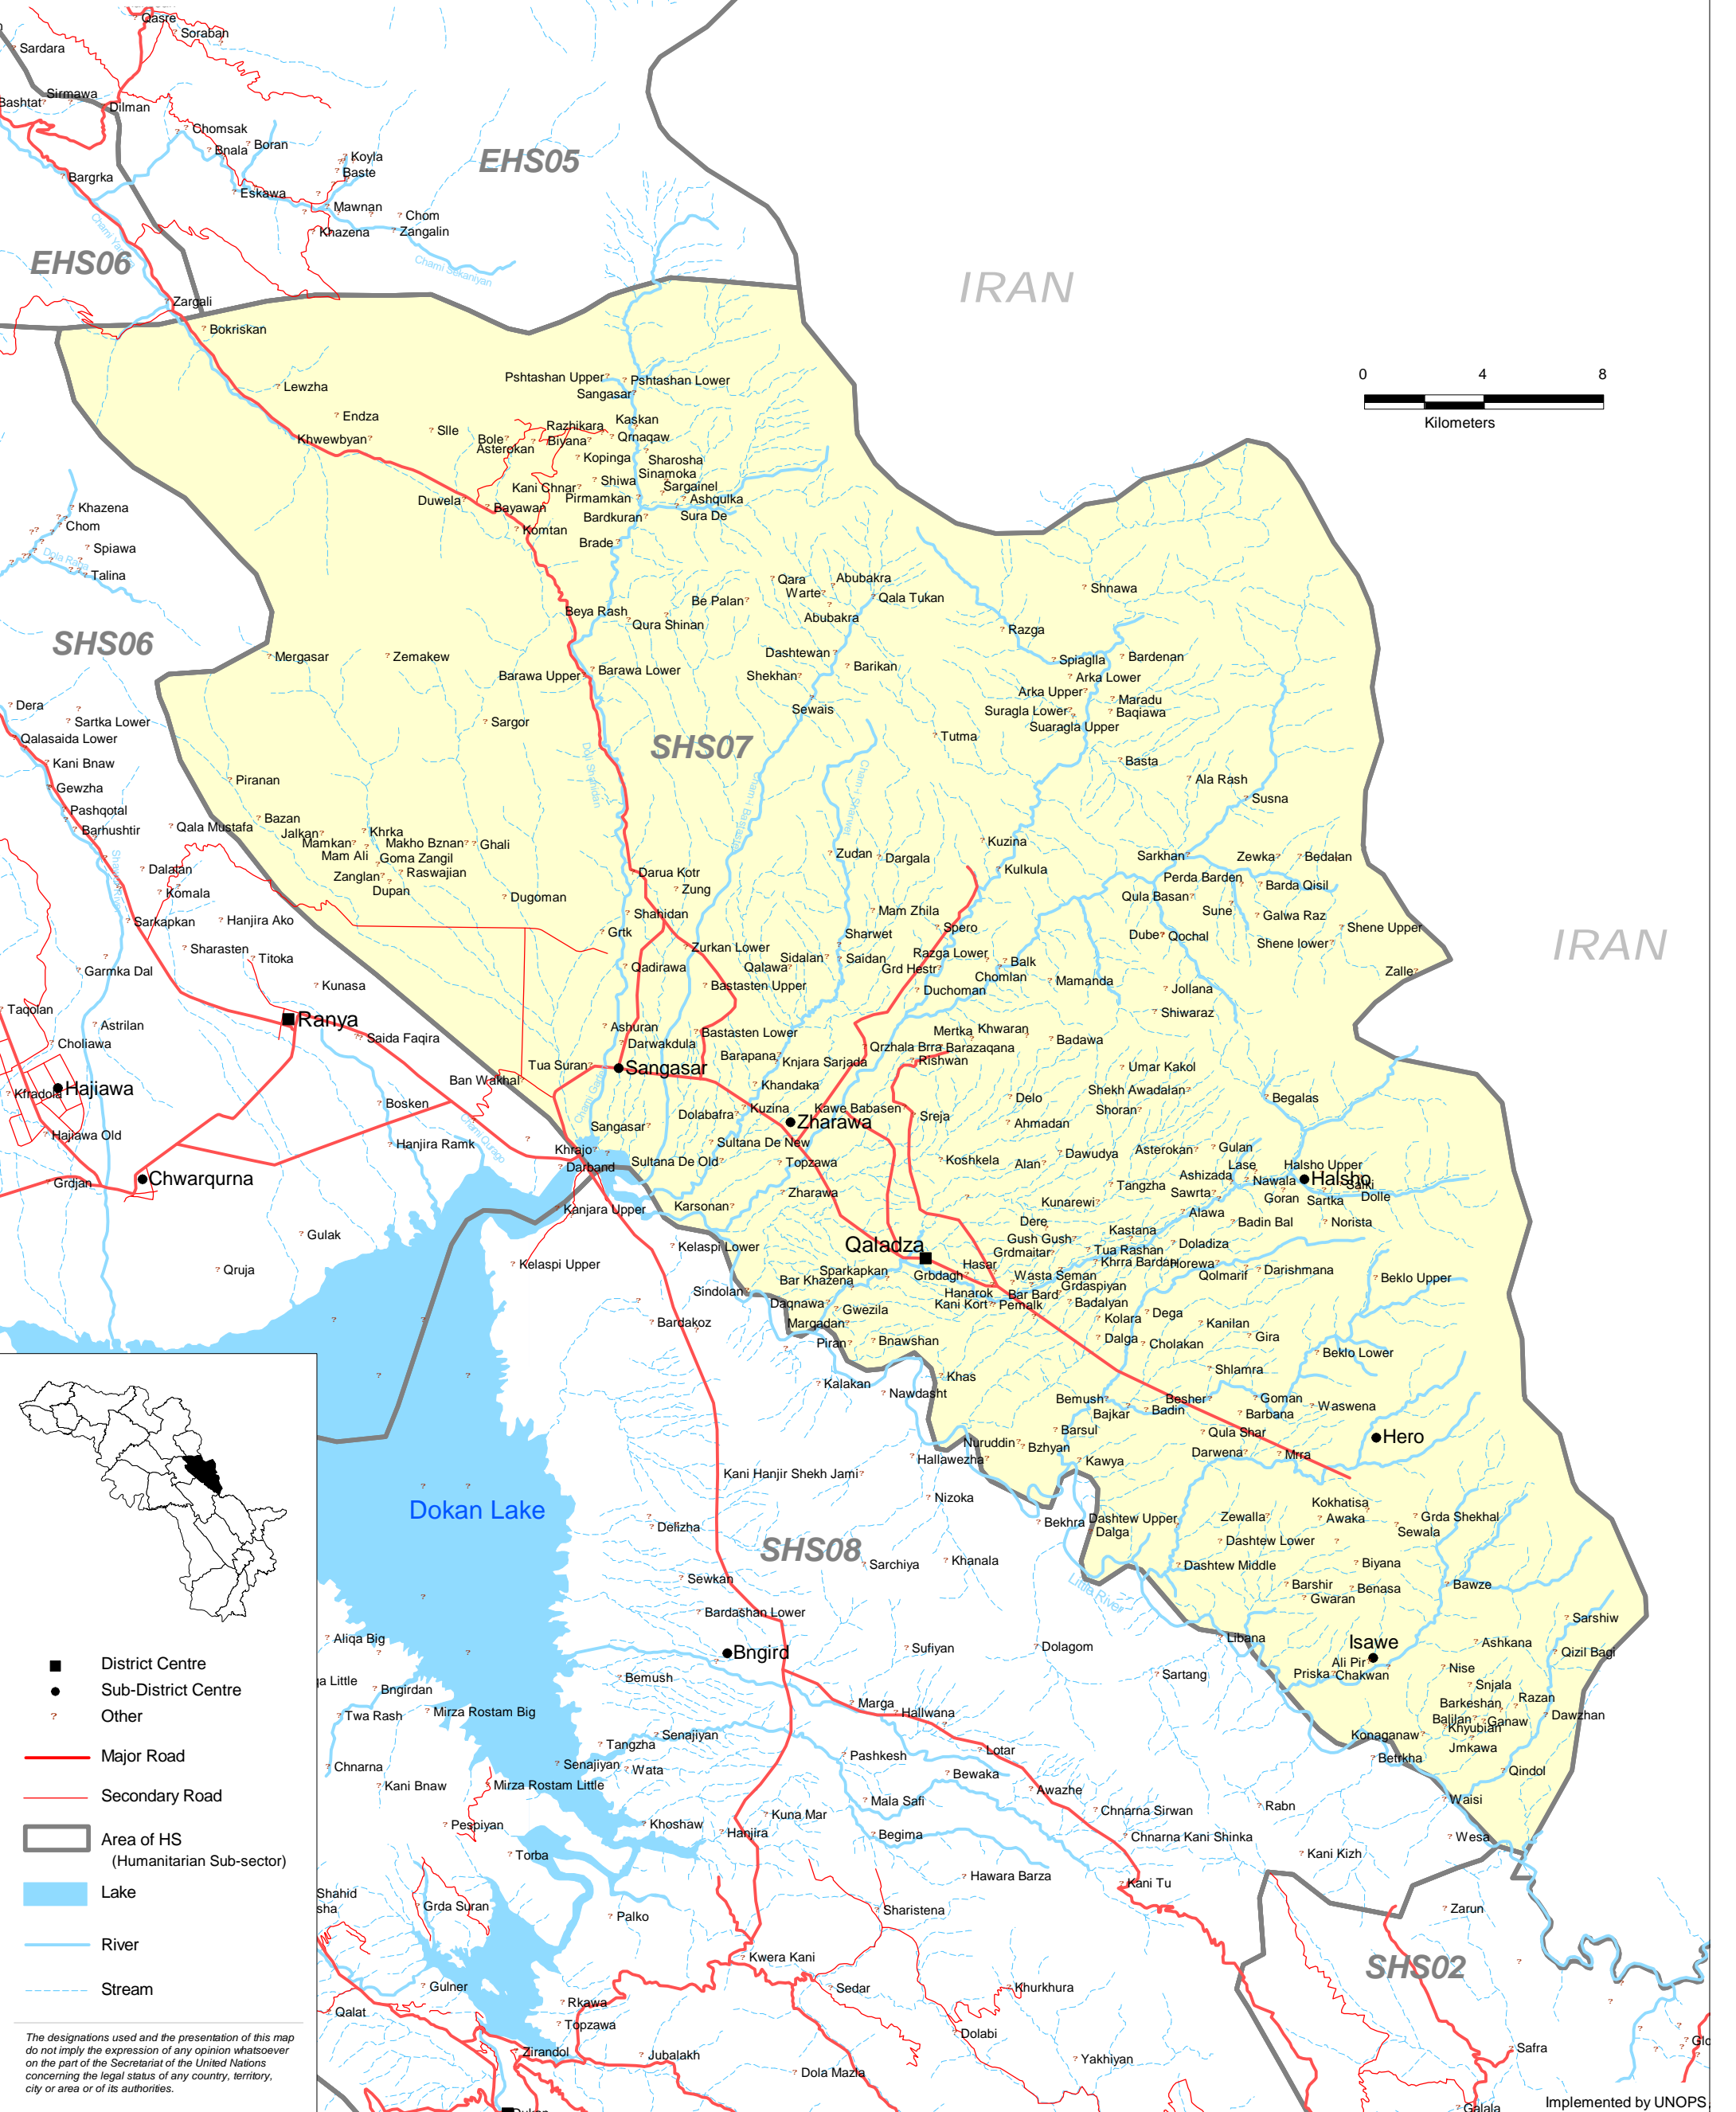 Qasre
Soraban
Sardara
Sirmawa
Bashtat
Dilman
Chomsak
Boran
Bnala
Koyla
Baste
EHS05
Bargrka
Eskawa
Mawnan
Chom
Khazena
Zangalin
EHS06
Chami Sekaniyan
IRAN
Zargali
Bokriskan
0 4 8
Kilometers
Pshtashan Upper
Pshtashan Lower
Lewzha
Sangasar
Endza
Kaskan
Razhikara
Slle
Khwewbyan
Bole
Biyana
Qrnaqaw
Asterokan
Kopinga
Sharosha
Sinamoka
Shiwa
Sargainel
Kani Chnar
Duwela
Pirmamkan
Ashqulka
Bayawan
Bardkuran
Sura De
Komtan
Brade
Khazena
Chom
Spiawa
Dola Raqa
Talina
Qara
Abubakra
Warte
Shnawa
Be Palan
Qala Tukan
Beya Rash
Abubakra
Qura Shinan
Razga
SHS06
Mergasar
Zemakew
Dashtewan
Spiaglla
Bardenan
Barikan
Barawa Lower
Barawa Upper
Shekhan
Arka Lower
Arka Upper
Maradu
Dera
Sewais
Suragla Lower
Baqiawa
Sartka Lower
Sargor
Suaragla Upper
Qalasaida Lower
Tutma
SHS07
Kani Bnaw
Basta
Piranan
Ala Rash
Gewzha
Doli Shahidan
Cham-i Sharwet
Susna
Pashqotal
Bazan
Barhushtir
Qala Mustafa
Jalkan
Khrka
Mamkan
Makho Bznan
Ghali
Kuzina
Mam Ali
Goma Zangil
Zudan
Dargala
Sarkhan
Zewka
Bedalan
Dalatan
Zanglan
Raswajian
Darua Kotr
Kulkula
Perda Barden
Barda Qisil
Komala
Dupan
Dugoman
Zung
Qula Basan
Sune
Galwa Raz
Sarkapkan
Hanjira Ako
Shahidan
Mam Zhila
Spero
Shene Upper
Grtk
Sharwet
Dube
Qochal
Shene lower
IRAN
Sharasten
Titoka
Zurkan Lower
Sidalan
Saidan
Razga Lower
Balk
Garmka Dal
Qadirawa
Qalawa
Grd Hestr
Chomlan
Mamanda
Zalle
Kunasa
Bastasten Upper
Duchoman
Jollana
Taqolan
Ranya
Shiwaraz
Astrilan
Ashuran
Bastasten Lower
Mertka
Khwaran
Saida Faqira
Choliawa
Darwakdula
Badawa
Qrzhala Brra
Barazaqana
Barapana
Knjara Sarjada
Rishwan
Tua Suran
Sangasar
Umar Kakol
Ban Wakhal
Khandaka
Shekh Awadalan
Hajiawa
Kfradola
Bosken
Kuzina
Kawe Babasen
Delo
Shoran
Begalas
Dolabafra
Sreja
Sangasar
Zharawa
Ahmadan
Hajiawa Old
Hanjira Ramk
Khrajo
Sultana De New
Dawudya
Asterokan
Gulan
Darband
Sultana De Old
Topzawa
Koshkela
Alan
Lase
Halsho Upper
Grdjan
Chwarqurna
Ashizada
Nawala
Halsho
Salki
Zharawa
Tangzha
Sawrta
Goran
Sartka
Dolle
Kanjara Upper
Karsonan
Kunarewi
Alawa
Gulak
Dere
Kastana
Badin Bal
Norista
Kelaspi Lower
Qaladza
Gush Gush
Doladiza
Qruja
Kelaspi Upper
Grdmaitar
Tua Rashan
Hasar
Khrra Bardan
Horewa
Sparkapkan
Grbdagh
Wasta Seman
Qolmarif
Darishmana
Beklo Upper
Bar Khazena
Grdaspiyan
Sindolan
Hanarok
Bar Bard
Daqnawa
Gwezila
Kani Kort
Pemalk
Badalyan
Dega
Bardakoz
Margadan
Kolara
Kanilan
Piran
Bnawshan
Dalga
Cholakan
Gira
Beklo Lower
Shlamra
Kalakan
Khas
Nawdasht
Bemush
Besher
Goman
Waswena
Bajkar
Badin
Barbana
Barsul
Qula Shar
Hero
Nuruddin
Bzhyan
Hallawezha
Darwena
Mrra
Kawya
Kani Hanjir Shekh Jami
Nizoka
Kokhatisa
Dokan Lake
Bekhra
Dashtew Upper
Zewalla
Awaka
Grda Shekhal
Delizha
Dalga
Sewala
SHS08
Dashtew Lower
Sarchiya
Khanala
Dashtew Middle
Biyana
Sewkan
Little River
Barshir
Benasa
Bawze
Bardashan Lower
Gwaran
Sarshiw
Aliqa Big
Bngird
Sufiyan
Dolagom
Libana
Isawe
Ashkana
Qizil Bagi
Bemush
Sartang
Ali Pir
Priska
Chakwan
Nise
Bngirdan
Snjala
Twa Rash
Mirza Rostam Big
Marga
Barkeshan
Razan
Hallwana
Balilan
Ganaw
Dawzhan
Senajiyan
Khyubian
Tangzha
Konaganaw
Jmkawa
Chnarna
Senajiyan
Wata
Pashkesh
Lotar
Betrkha
Kani Bnaw
Mirza Rostam Little
Bewaka
Qindol
Awazhe
Mala Safi
Rabn
Waisi
Pespiyan
Khoshaw
Kuna Mar
Chnarna Sirwan
Hanjira
Begima
Chnarna Kani Shinka
Wesa
Torba
Kani Kizh
Hawara Barza
Kani Tu
Grda Suran
Palko
Sharistena
Zarun
Kwera Kani
SHS02
Gulner
Sedar
Khurkhura
Qalat
Rkawa
Topzawa
Dolabi
Zirandol
Jubalakh
Safra
Dola Mazla
Yakhiyan
Galala
District Centre
Sub-District Centre
Other
Major Road
Secondary Road
Area of HS
(Humanitarian Sub-sector)
Lake
River
Stream
The designations used and the presentation of this map
do not imply the expression of any opinion whatsoever
on the part of the Secretariat of the United Nations
concerning the legal status of any country, territory,
city or area or of its authorities.
Implemented by UNOPS